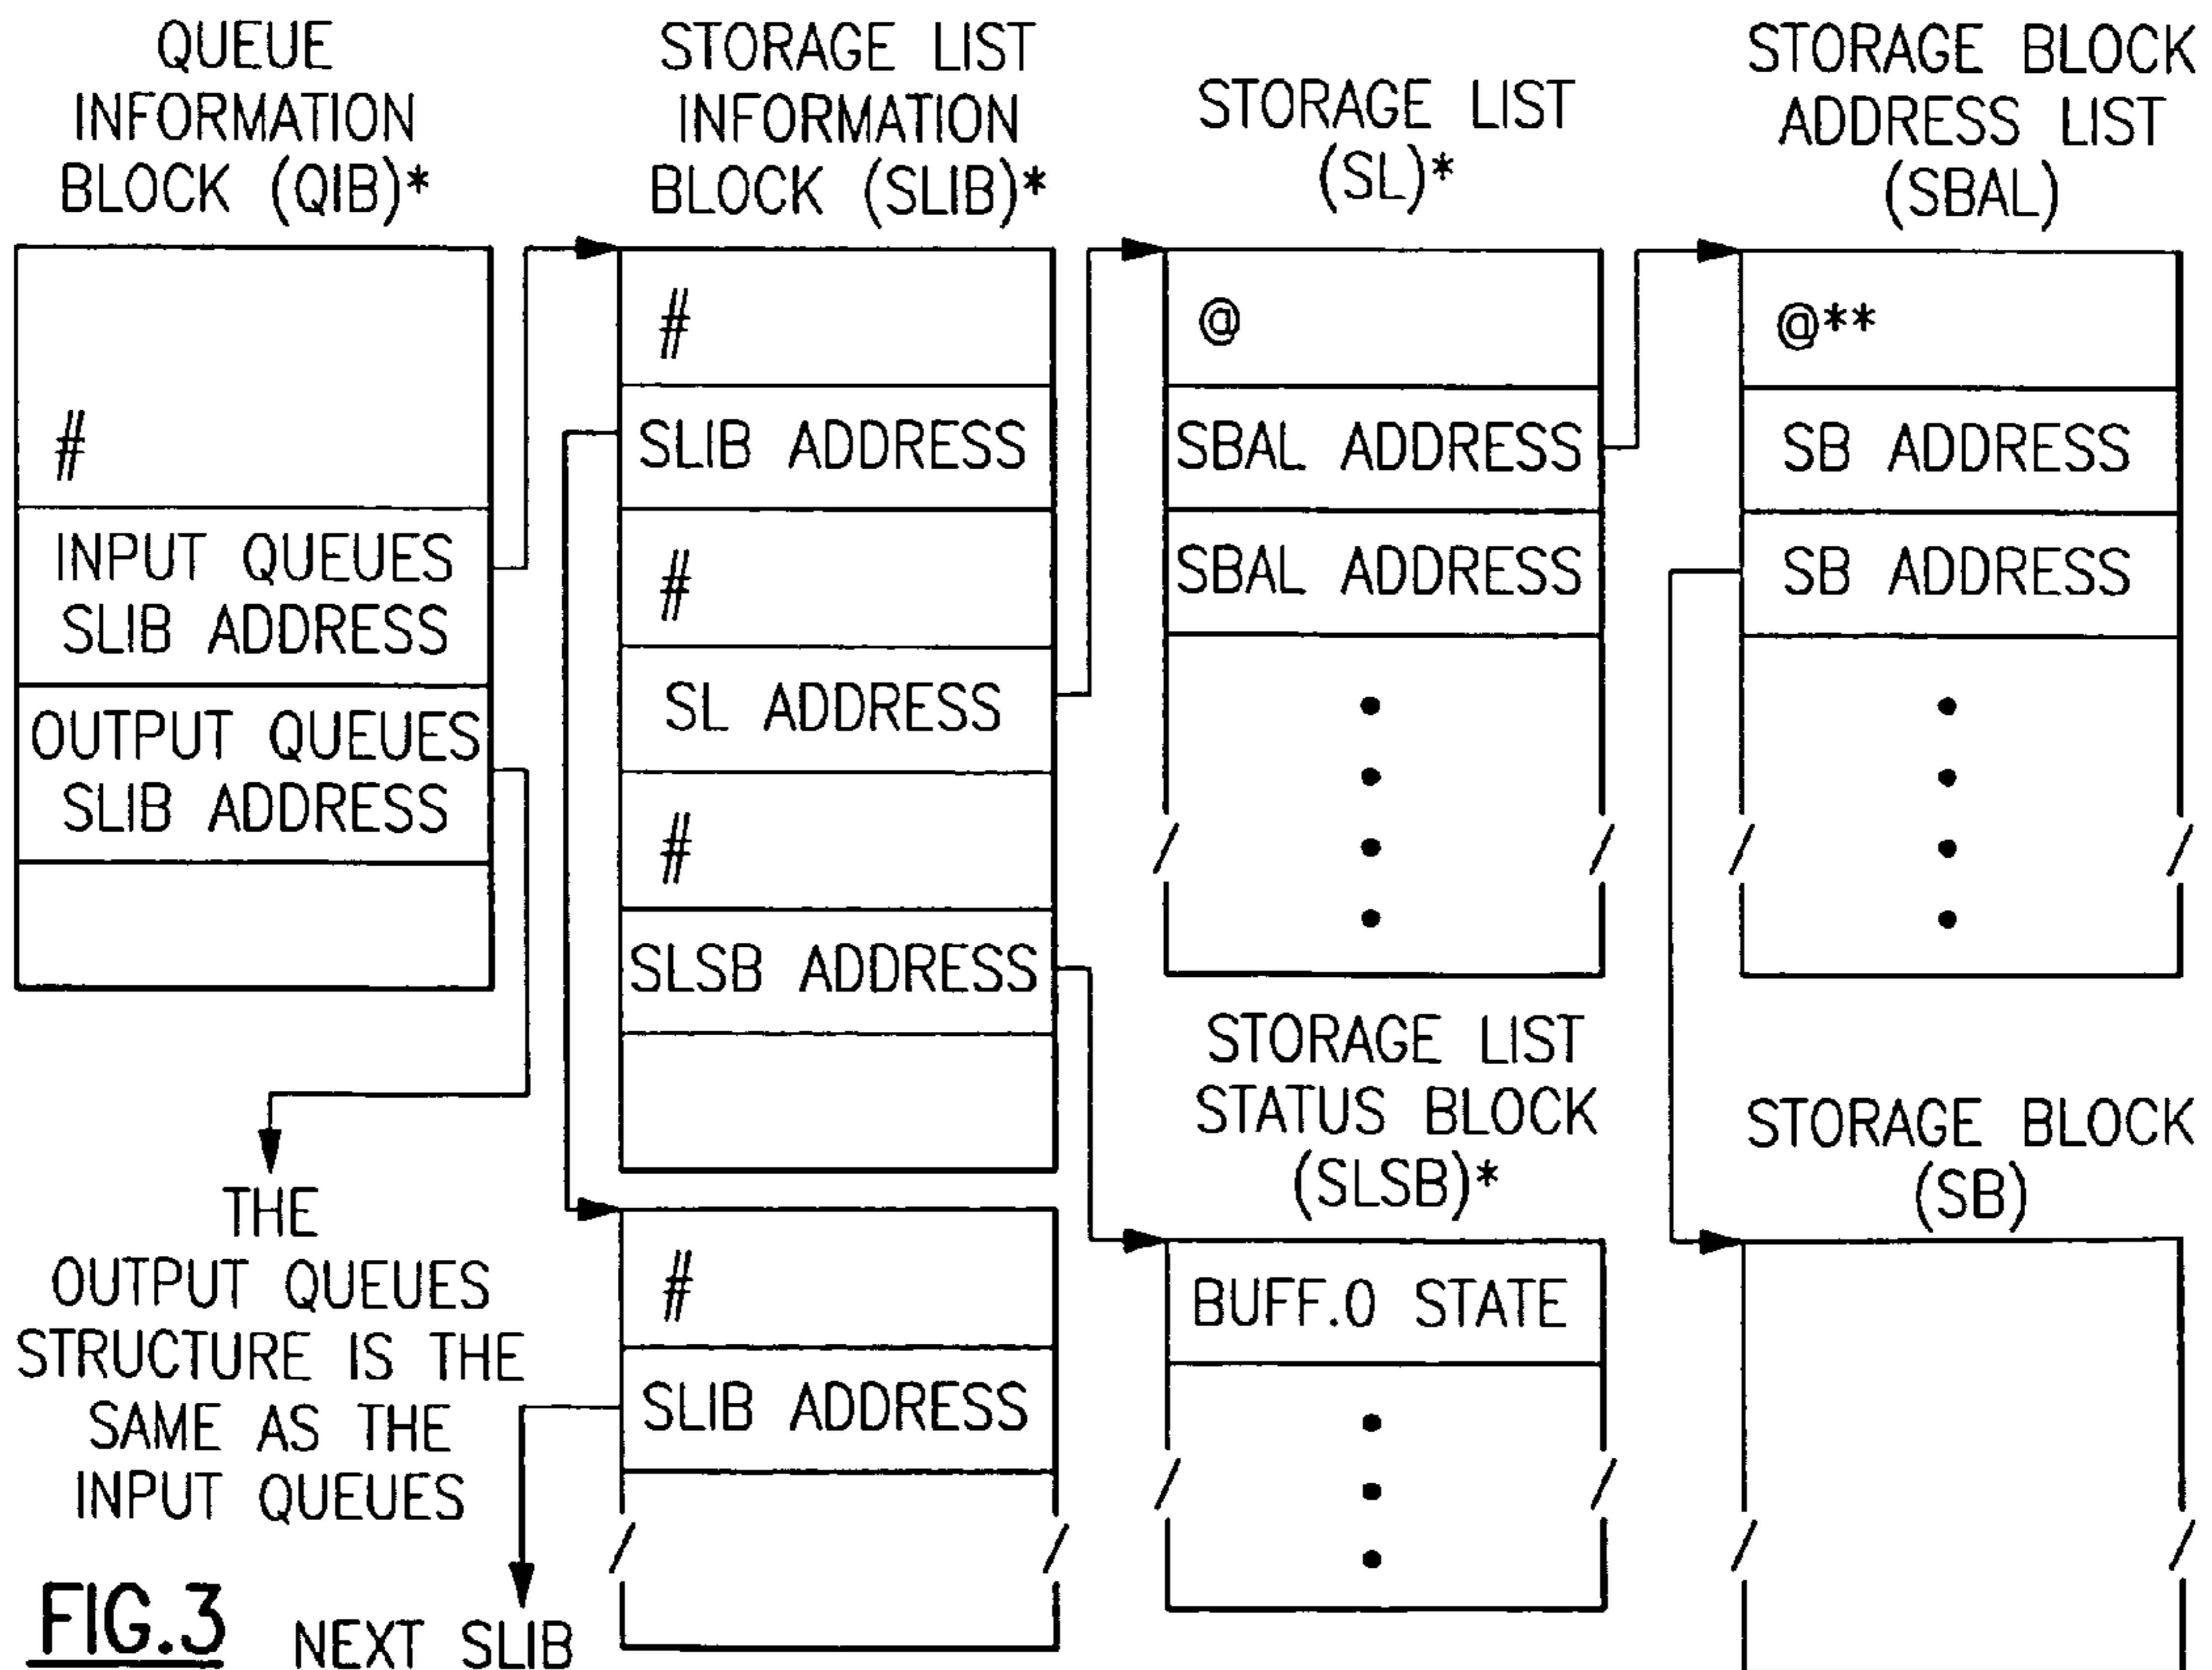 QUEUE
INFORMATION
BLOCK (QIB)*
#
INPUT QUEUES
SLIB ADDRESS
OUTPUT QUEUES
SLIB ADDRESS
THE
OUTPUT QUEUES
STRUCTURE IS THE
SAME AS THE
INPUT QUEUES
STORAGE LIST
INFORMATION
BLOCK (SLIB)*
#
SLIB ADDRESS
#
SL ADDRESS
#
SLSB ADDRESS
#
SLIB ADDRESS
NEXT SLIB
STORAGE LIST
(SL)*
@
SBAL ADDRESS
SBAL ADDRESS
STORAGE LIST
STATUS BLOCK
(SLSB)*
BUFF.0 STATE
STORAGE BLOCK
ADDRESS LIST
(SBAL)
@**
SB ADDRESS
SB ADDRESS
STORAGE BLOCK
(SB)
FIG.3